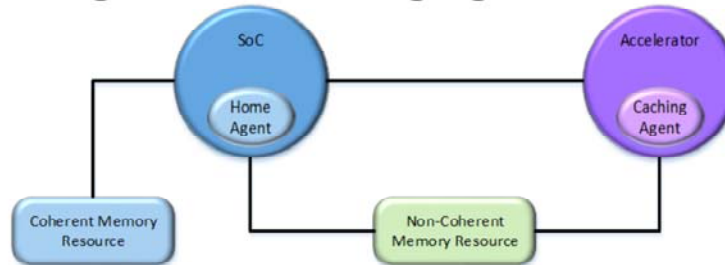 SoC
Accelerator
Home
Agent
Caching
Agent
Coherent Memory
Resource
Non-Coherent
Memory Resource